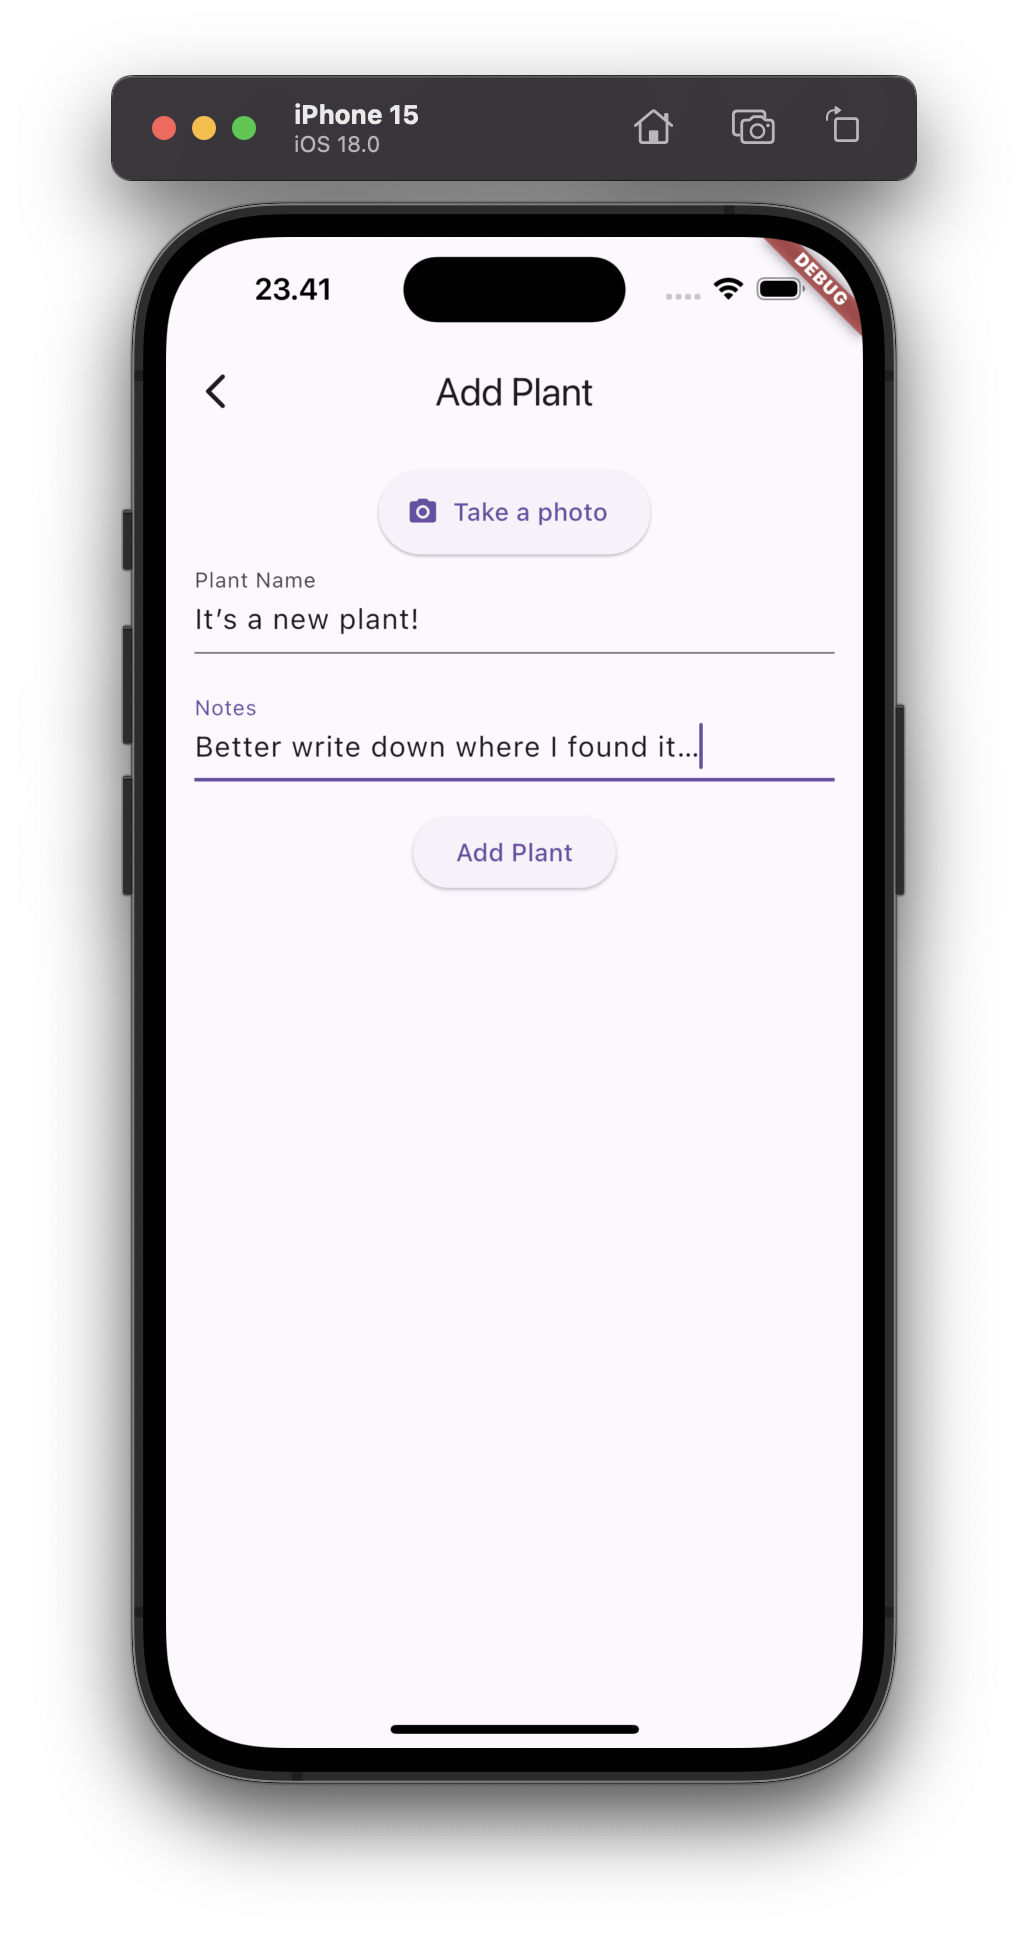 iPhone 15
iOS 18.0
23.41
DEBUG
Add Plant
Take a photo
Plant Name
It’s a new plant!
Notes
Better write down where I found it...
Add Plant